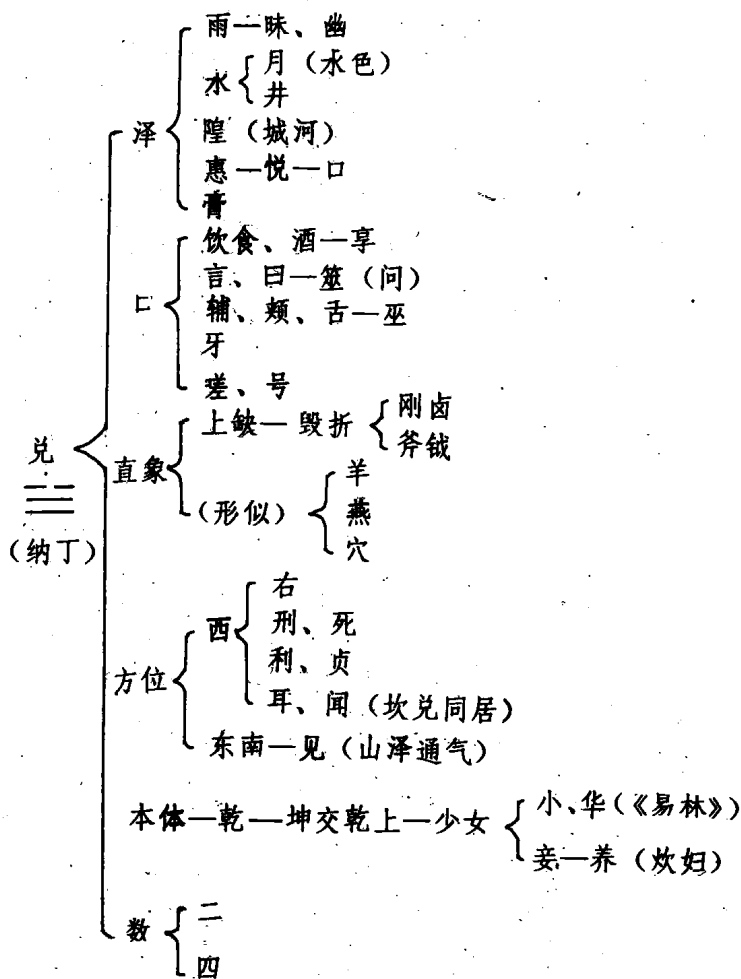 兑
(纳丁)
泽
雨—昧、幽
水
月(水色)
井
隍(城河)
惠—悦—口
膏
口
饮食、酒—享
言、曰—筮(问)
辅、颊、舌—巫
牙
嗟、号
直象
上缺—毁折
刚卤
斧钺
(形似)
羊
燕
穴
方位
西
右
刑、死
利、贞
耳、闻(坎兑同居)
东南—见(山泽通气)
本体—乾—坤交乾上—少女
小、华(《易林》)
妾—养(炊妇)
数
二
四